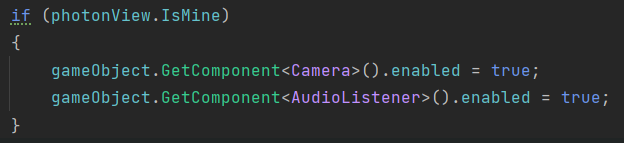 if (photonView.IsMine)
{
    gameObject.GetComponent<Camera>().enabled = true;
    gameObject.GetComponent<AudioListener>().enabled = true;
}